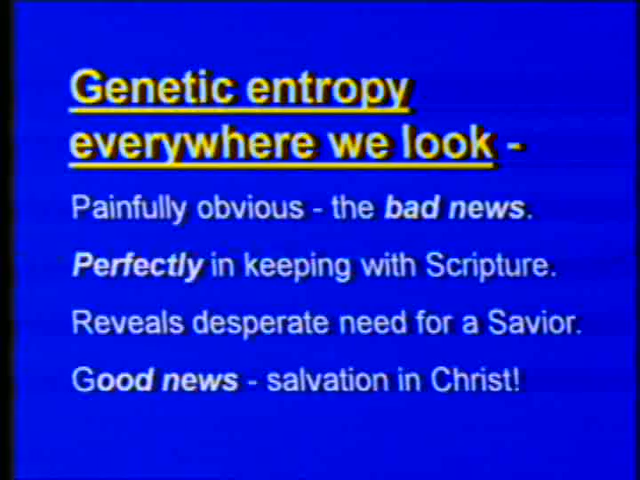 Genetic entropy
everywhere we look -
Painfully obvious - the bad news.
Perfectly in keeping with Scripture.
Reveals desperate need for a Savior.
Good news - salvation in Christ!